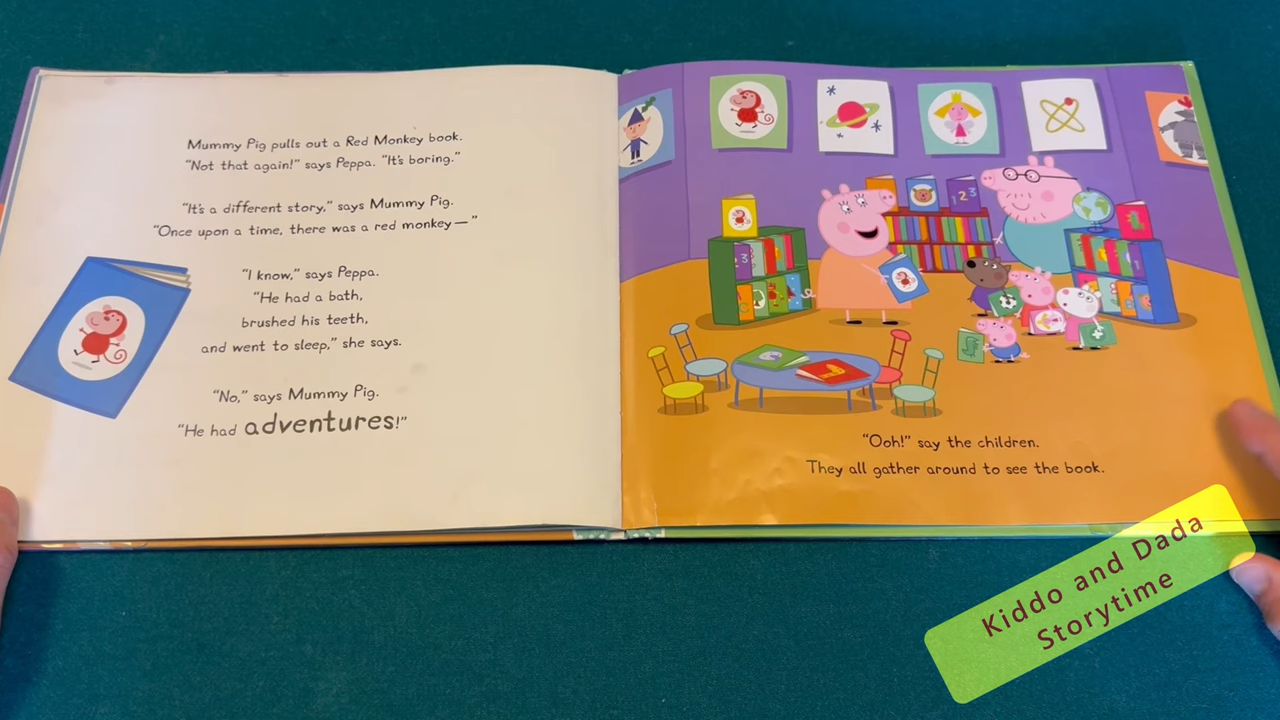 Mummy Pig pulls out a Red Monkey book.
"Not that again!" says Peppa. "It's boring."
"It's a different story," says Mummy Pig.
"Once upon a time, there was a red monkey—"
"I know," says Peppa.
"He had a bath,
brushed his teeth,
and went to sleep," she says.
"No," says Mummy Pig.
"He had adventures!"
123
3
1
"Ooh!" say the children.
They all gather around to see the book.
Kiddo and Dada
Storytime